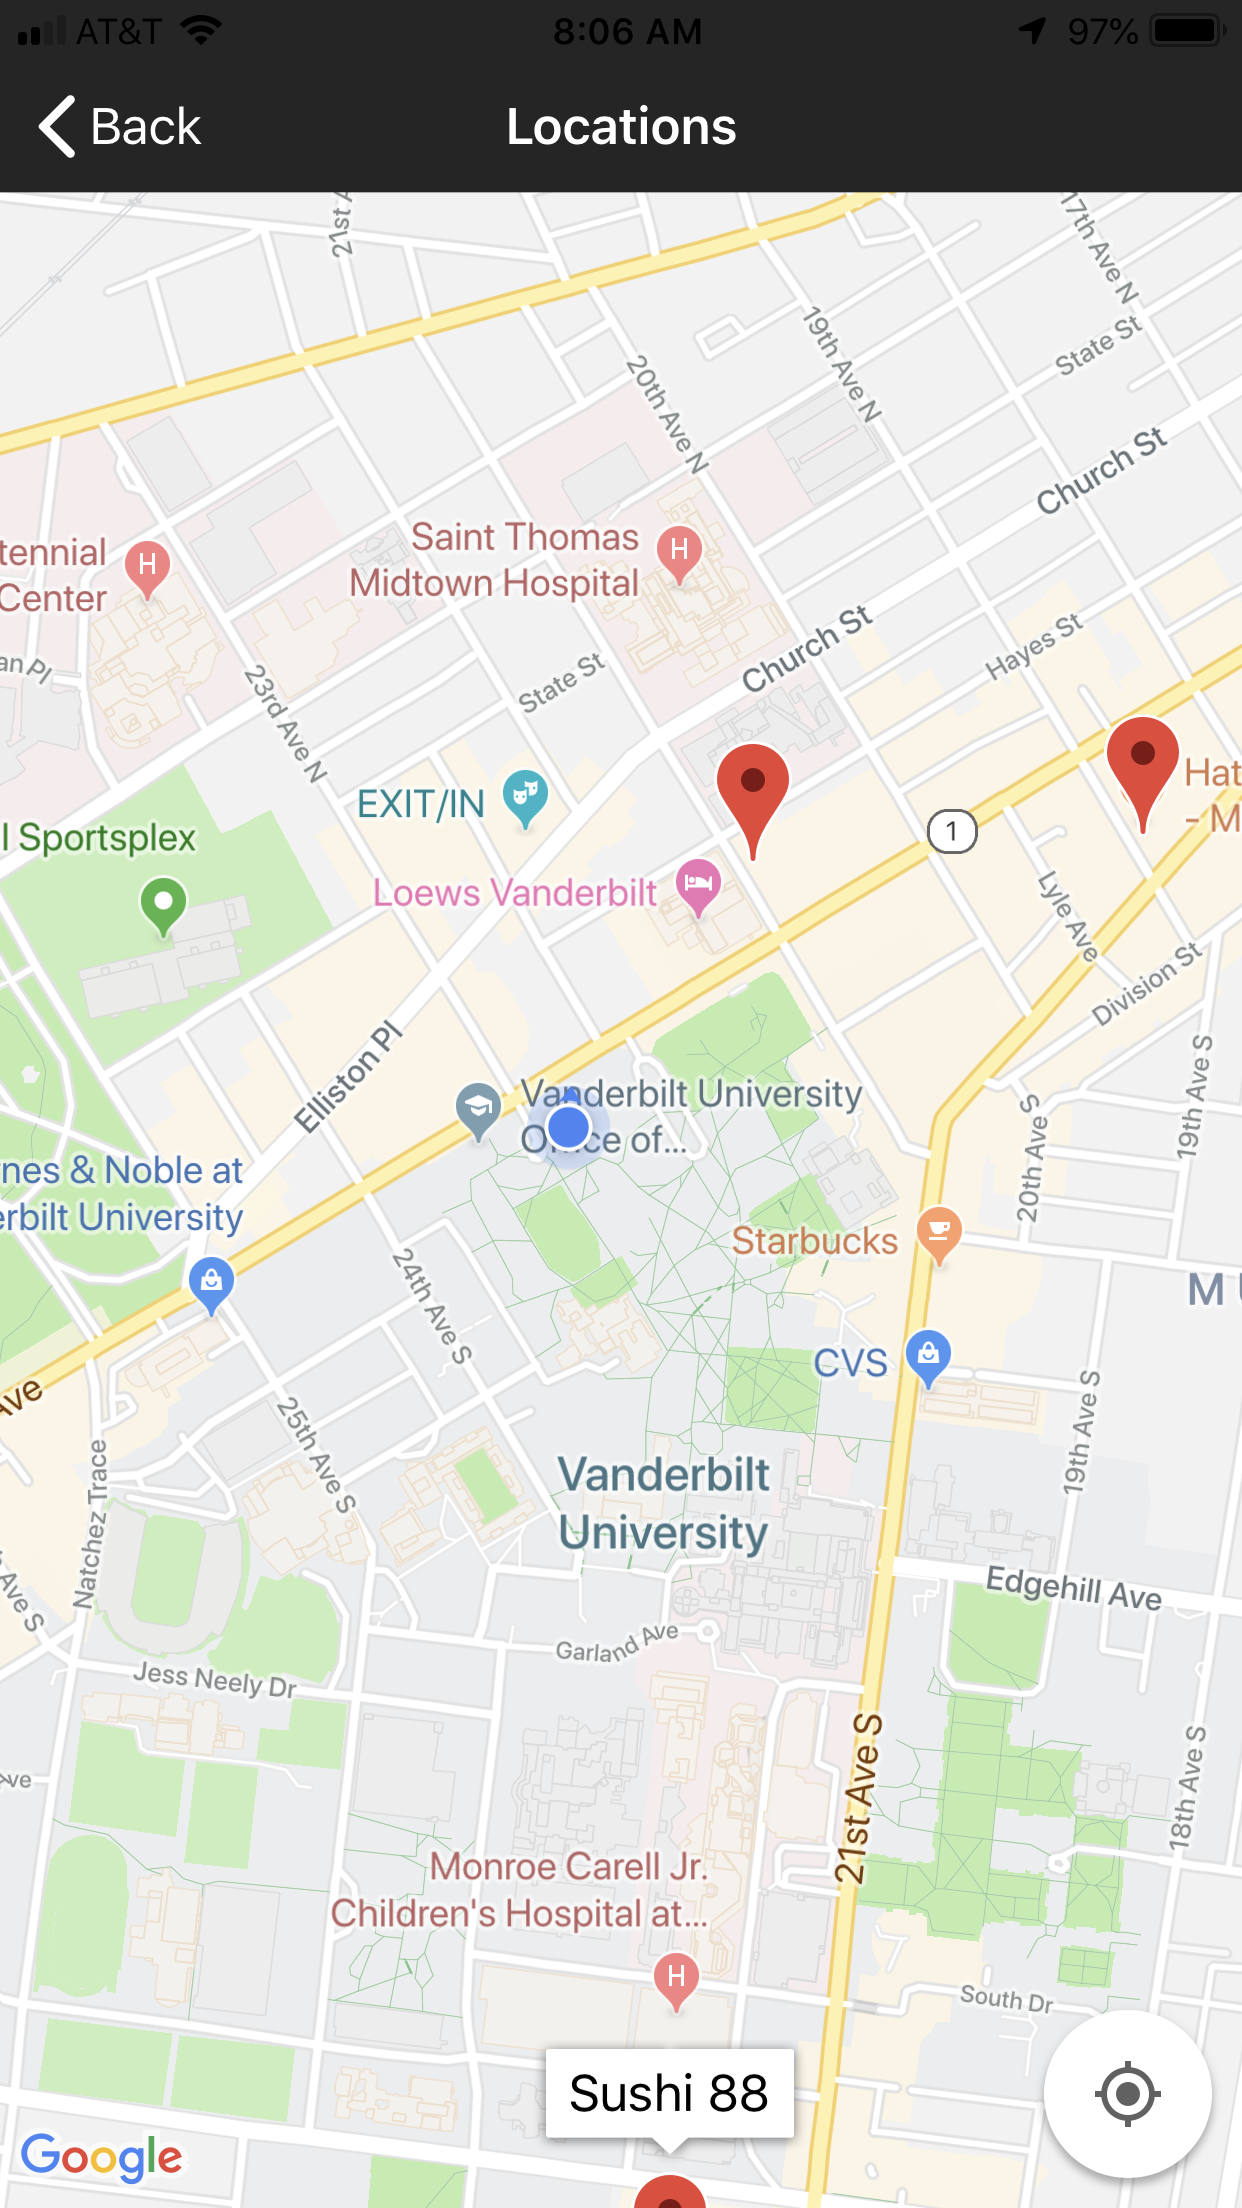 AT&T 8:06 AM 97%
Back Locations
21st A
17th Ave N
19th Ave N
State St
20th Ave N
Church St
Saint Thomas
Midtown Hospital
H
tennial
Center
H
an Pl
Church St
Hayes St
State St
23rd Ave N
EXIT/IN
Hat
- M
l Sportsplex
1
Loews Vanderbilt
Lyle Ave
Division St
Elliston Pl
Vanderbilt University
Office of...
19th Ave S
20th Ave S
rnes & Noble at
erbilt University
Starbucks
M U
24th Ave S
CVS
Ave
25th Ave S
19th Ave S
Natchez Trace
Vanderbilt
University
Ave S
Edgehill Ave
Garland Ave
Jess Neely Dr
21st Ave S
18th Ave S
Ave
Monroe Carell Jr.
Children's Hospital at...
H
South Dr
Sushi 88
Google